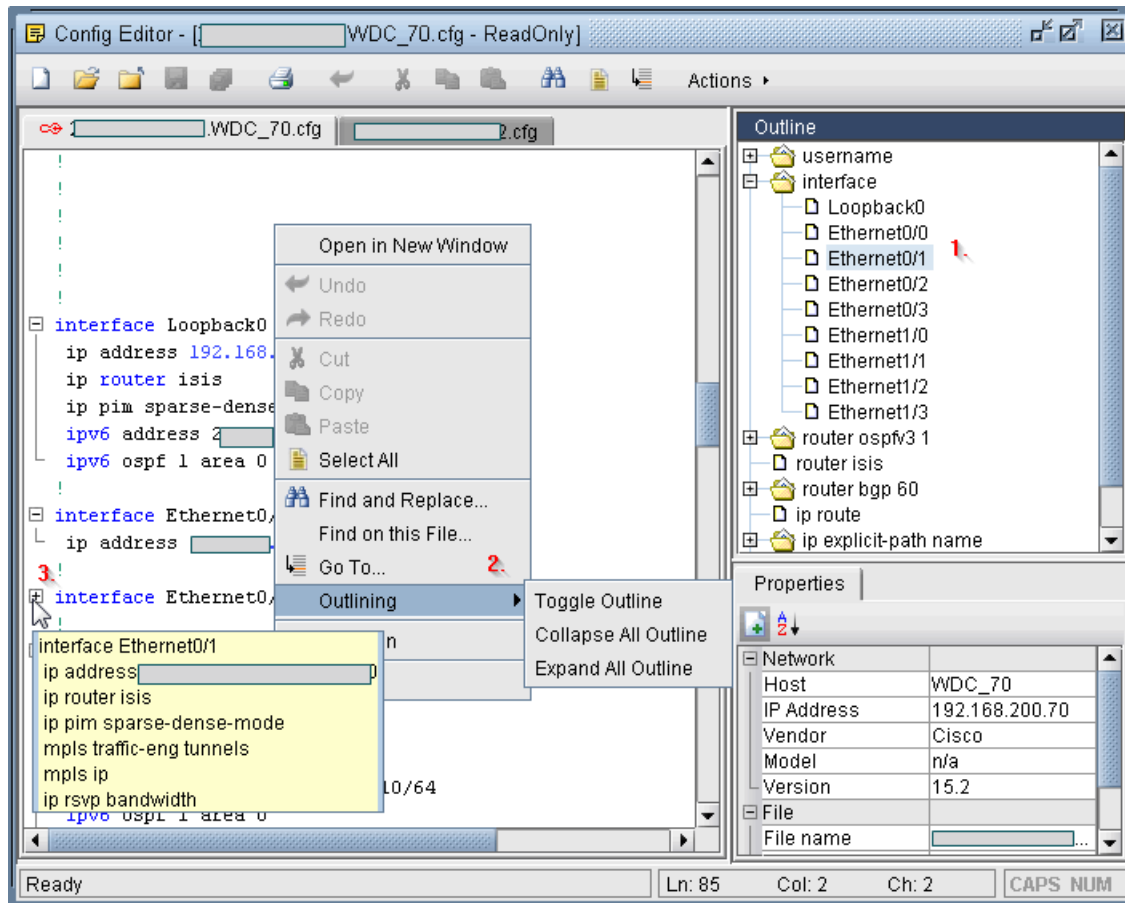 Config Editor - [ WDC_70.cfg - ReadOnly]
Actions
.WDC_70.cfg
2.cfg
!
!
!
!
!
!
interface Loopback0
ip address 192.168.
ip router isis
ip pim sparse-dense
ipv6 address 2
ipv6 ospf 1 area 0
!
interface Ethernet0/
ip address
!
3.
interface Ethernet0/
!
interface Ethernet0/1
ip address 0
ip router isis
ip pim sparse-dense-mode
mpls traffic-eng tunnels
mpls ip
ip rsvp bandwidth
10/64
ipv6 ospf 1 area 0
Open in New Window
Undo
Redo
Cut
Copy
Paste
Select All
Find and Replace...
Find on this File...
Go To...
2.
Outlining
n
Toggle Outline
Collapse All Outline
Expand All Outline
Outline
username
interface
Loopback0
Ethernet0/0
Ethernet0/1
1.
Ethernet0/2
Ethernet0/3
Ethernet1/0
Ethernet1/1
Ethernet1/2
Ethernet1/3
router ospfv3 1
router isis
router bgp 60
ip route
ip explicit-path name
Properties
Network
Host WDC_70
IP Address 192.168.200.70
Vendor Cisco
Model n/a
Version 15.2
File
File name ...
Ready
Ln: 85 Col: 2 Ch: 2
CAPS NUM